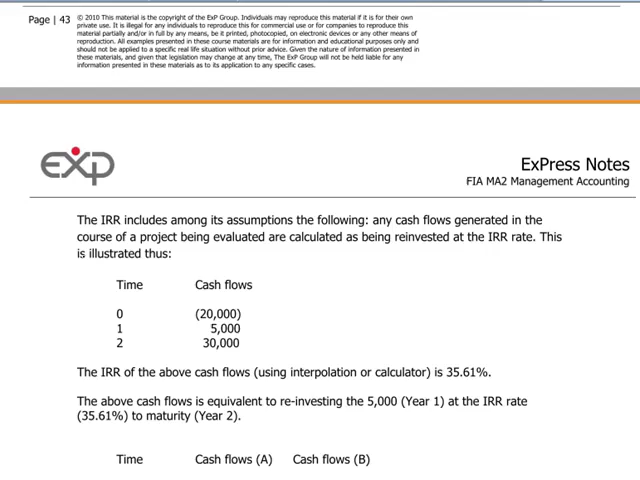 Page | 43
© 2010 This material is the copyright of the ExP Group. Individuals may reproduce this material if it is for their own
private use. It is illegal for any individuals to reproduce this for commercial use or for companies to reproduce this
material partially and/or in full by any means, be it printed, photocopied, on electronic devices or any other means of
reproduction. All examples presented in these course materials are for information and educational purposes only and
should not be applied to a specific real life situation without prior advice. Given the nature of information presented in
these materials, and given that legislation may change at any time, The ExP Group will not be held liable for any
information presented in these materials as to its application to any specific cases.
exp
ExPress Notes
FIA MA2 Management Accounting
The IRR includes among its assumptions the following: any cash flows generated in the
course of a project being evaluated are calculated as being reinvested at the IRR rate. This
is illustrated thus:
Time Cash flows
0 (20,000)
1 5,000
2 30,000
The IRR of the above cash flows (using interpolation or calculator) is 35.61%.
The above cash flows is equivalent to re-investing the 5,000 (Year 1) at the IRR rate
(35.61%) to maturity (Year 2).
Time Cash flows (A) Cash flows (B)